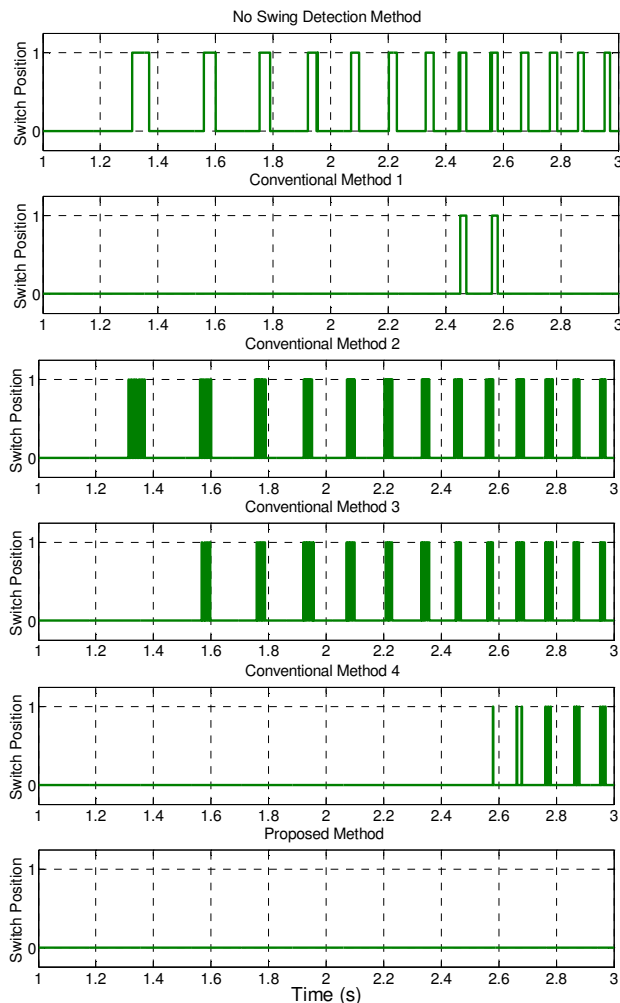 No Swing Detection Method
Switch Position
1
0
1 1.2 1.4 1.6 1.8 2 2.2 2.4 2.6 2.8 3
Conventional Method 1
Switch Position
1
0
1 1.2 1.4 1.6 1.8 2 2.2 2.4 2.6 2.8 3
Conventional Method 2
Switch Position
1
0
1 1.2 1.4 1.6 1.8 2 2.2 2.4 2.6 2.8 3
Conventional Method 3
Switch Position
1
0
1 1.2 1.4 1.6 1.8 2 2.2 2.4 2.6 2.8 3
Conventional Method 4
Switch Position
1
0
1 1.2 1.4 1.6 1.8 2 2.2 2.4 2.6 2.8 3
Proposed Method
Switch Position
1
0
1 1.2 1.4 1.6 1.8 2 2.2 2.4 2.6 2.8 3
Time (s)